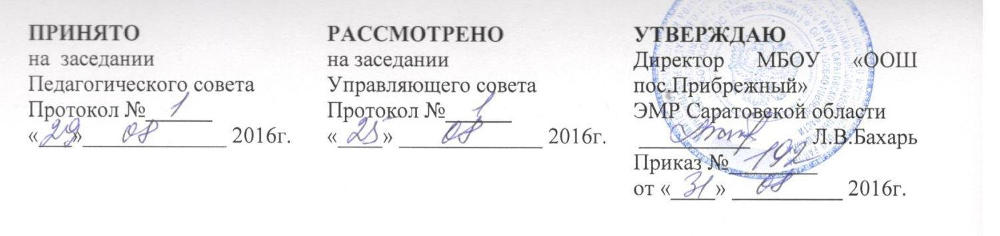 ПРИНЯТО
на заседании
Педагогического совета
Протокол № 1
«29» 08 2016г.
РАССМОТРЕНО
на заседании
Управляющего совета
Протокол № 1
«25» 08 2016г.
УТВЕРЖДАЮ
Директор МБОУ «ООШ
пос.Прибрежный»
ЭМР Саратовской области
Л.В.Бахарь
Приказ № 192
от «31» 08 2016г.